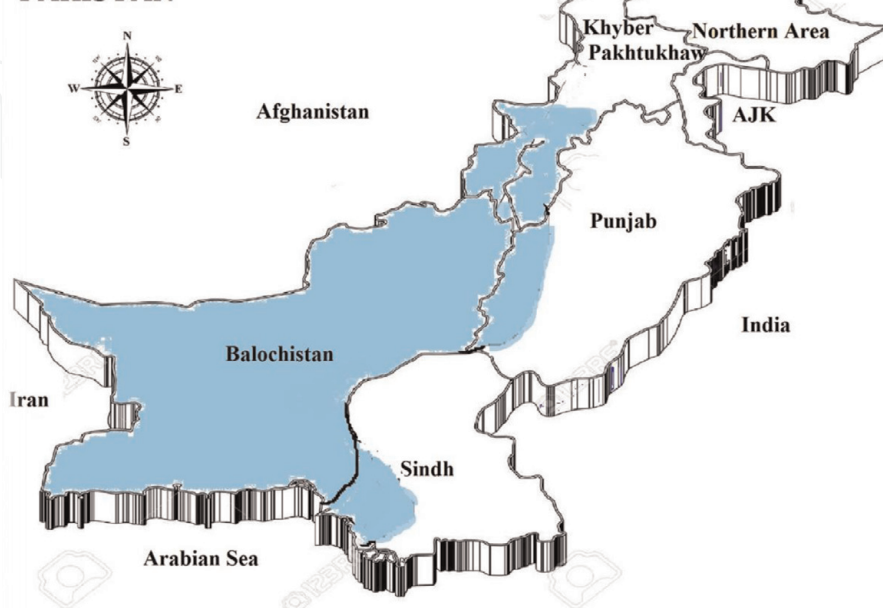 Khyber
Pakhtukhaw
Northern Area
N
W
E
S
Afghanistan
AJK
Punjab
India
Balochistan
Iran
Sindh
Arabian Sea